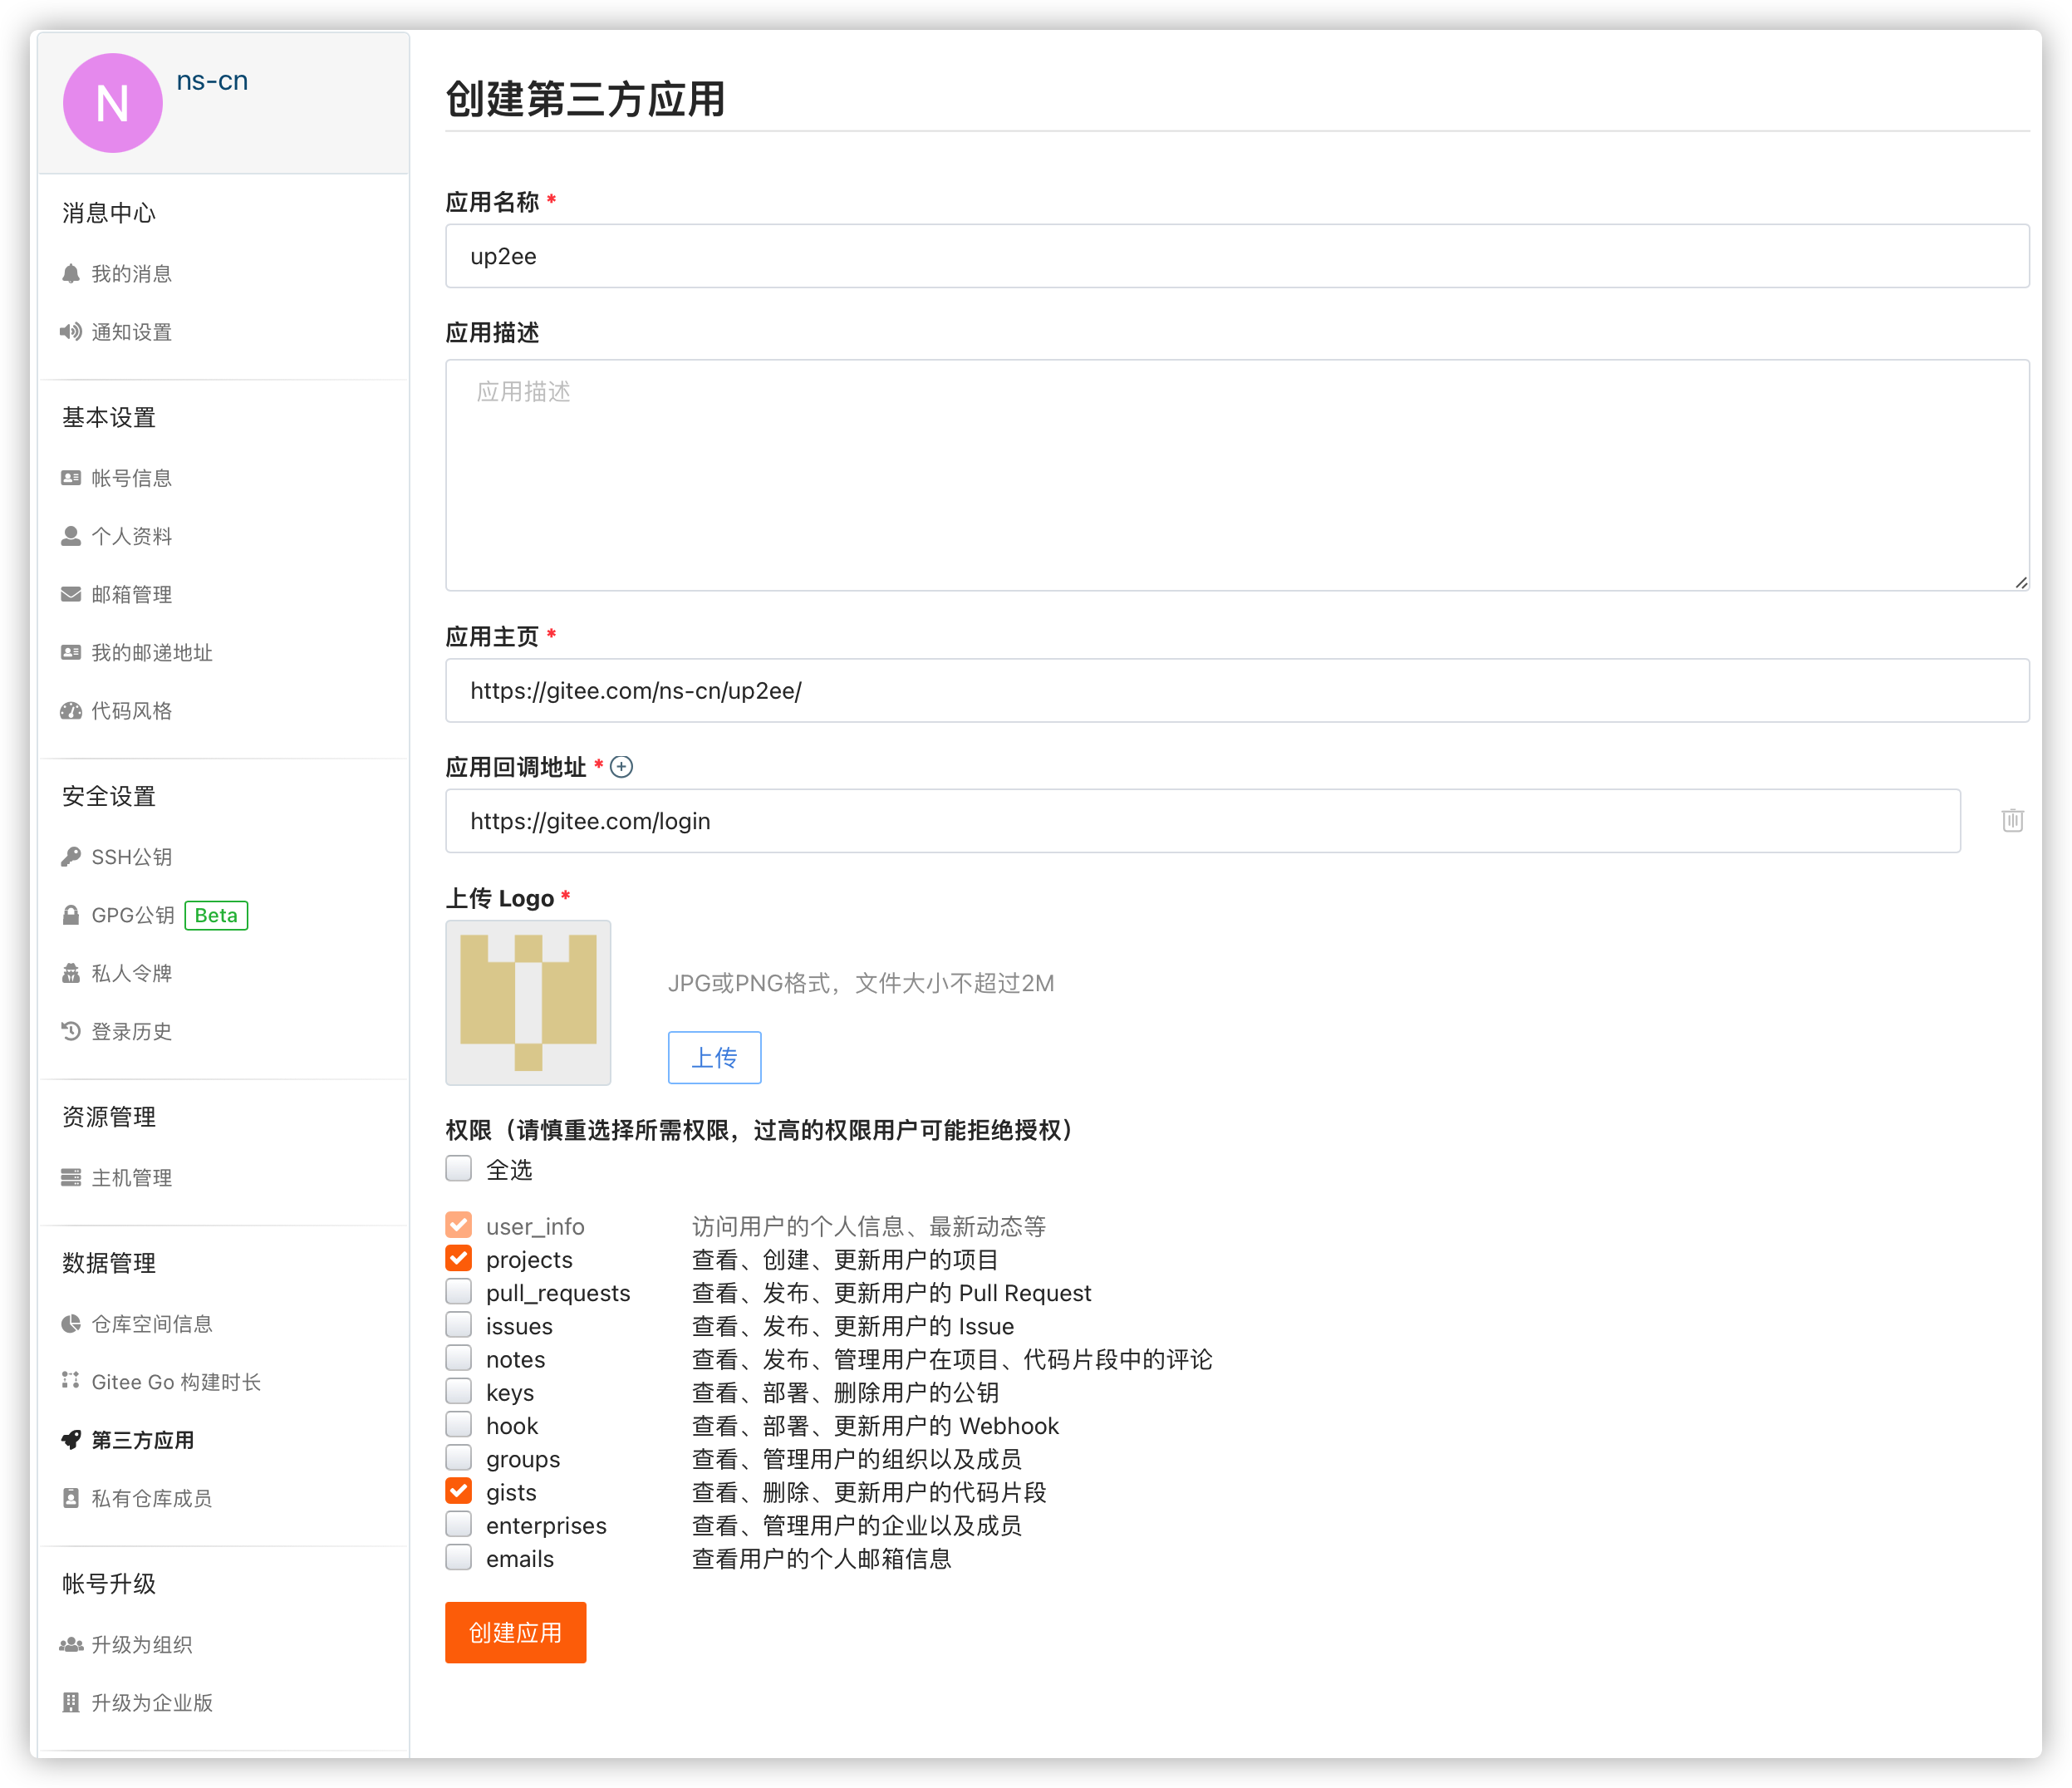 N
ns-cn
消息中心
我的消息
通知设置
基本设置
帐号信息
个人资料
邮箱管理
我的邮递地址
代码风格
安全设置
SSH公钥
GPG公钥 Beta
私人令牌
登录历史
资源管理
主机管理
数据管理
仓库空间信息
Gitee Go 构建时长
第三方应用
私有仓库成员
帐号升级
升级为组织
升级为企业版
创建第三方应用
应用名称 *
up2ee
应用描述
应用描述
应用主页 *
https://gitee.com/ns-cn/up2ee/
应用回调地址 *
https://gitee.com/login
上传 Logo *
JPG或PNG格式，文件大小不超过2M
上传
权限（请慎重选择所需权限，过高的权限用户可能拒绝授权）
全选
user_info 访问用户的个人信息、最新动态等
projects 查看、创建、更新用户的项目
pull_requests 查看、发布、更新用户的 Pull Request
issues 查看、发布、更新用户的 Issue
notes 查看、发布、管理用户在项目、代码片段中的评论
keys 查看、部署、删除用户的公钥
hook 查看、部署、更新用户的 Webhook
groups 查看、管理用户的组织以及成员
gists 查看、删除、更新用户的代码片段
enterprises 查看、管理用户的企业以及成员
emails 查看用户的个人邮箱信息
创建应用